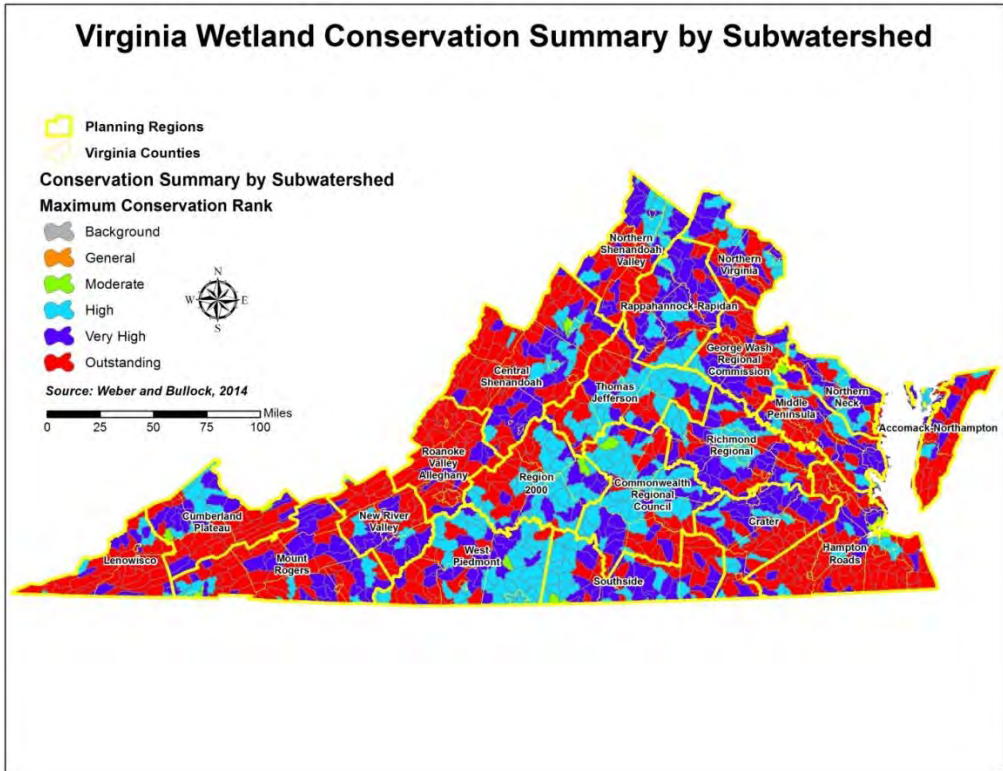 Virginia Wetland Conservation Summary by Subwatershed
Planning Regions
Virginia Counties
Conservation Summary by Subwatershed
Maximum Conservation Rank
Background
General
Moderate
High
Very High
Outstanding
N
W E
S
Source: Weber and Bullock, 2014
Miles
0 25 50 75 100
Northern
Shenandoah
Valley
Northern
Virginia
Rappahannock-Rapidan
George Wash
Regional
Commission
Central
Shenandoah
Thomas
Jefferson
Northern
Neck
Middle
Peninsula
Accomack-Northampton
Richmond
Regional
Roanoke
Valley
Alleghany
Region
2000
Commonwealth
Regional
Council
Cumberland
Plateau
New River
Valley
Crater
Lenowisco
Mount
Rogers
West
Piedmont
Southside
Hampton
Roads